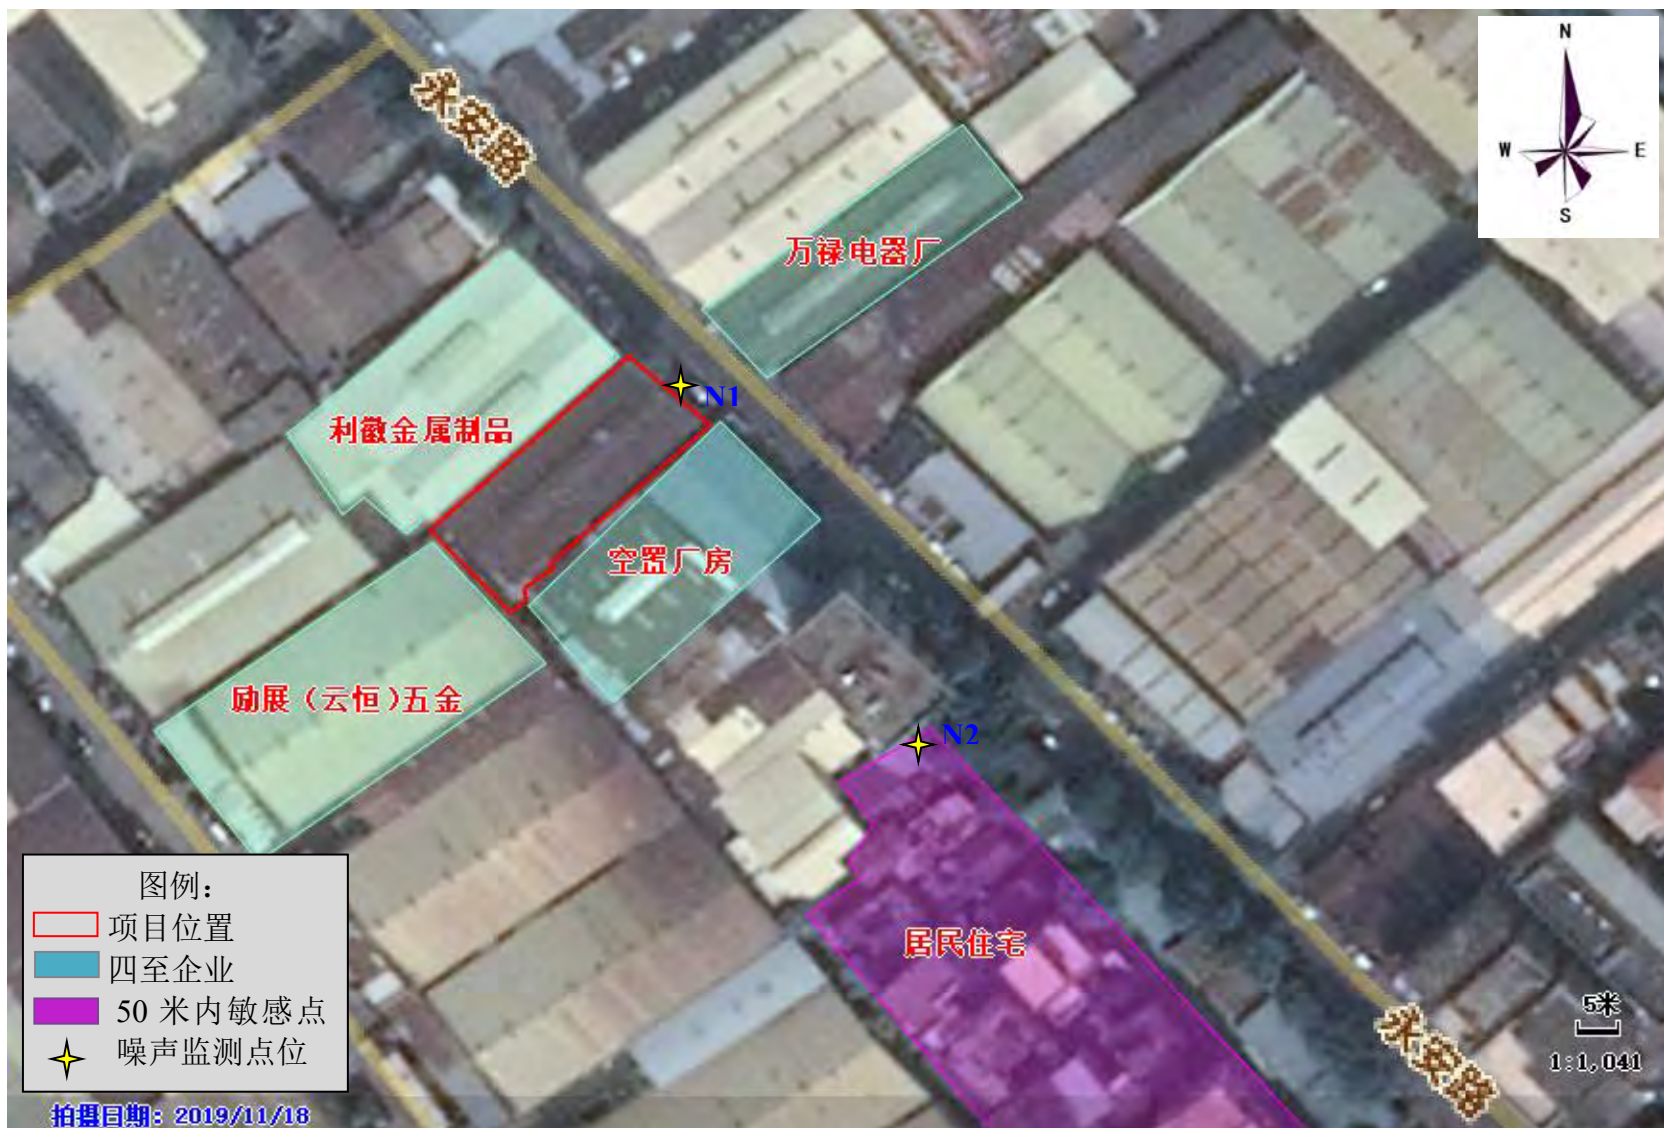 N
W
E
S
永安路
万禄电器厂
N1
利徽金属制品
空置厂房
励展（云恒）五金
N2
居民住宅
图例：
项目位置
四至企业
50 米内敏感点
噪声监测点位
5米
1:1,041
永安路
拍摄日期：2019/11/18